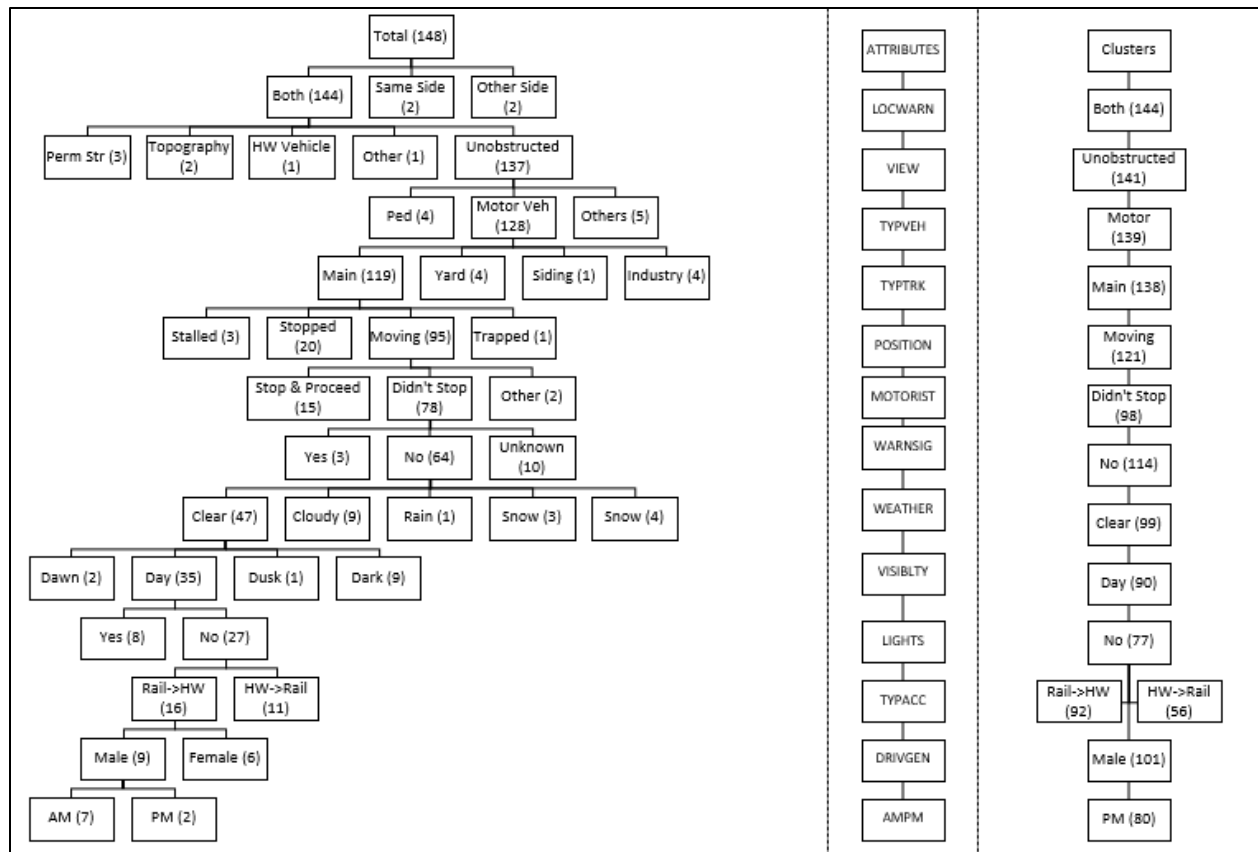 Total (148)
ATTRIBUTES
Clusters
Both (144)
Same Side
(2)
Other Side
(2)
LOCWARN
Both (144)
Perm Str (3)
Topography
(2)
HW Vehicle
(1)
Other (1)
Unobstructed
(137)
VIEW
Unobstructed
(141)
Ped (4)
Motor Veh
(128)
Others (5)
TYPVEH
Motor
(139)
Main (119)
Yard (4)
Siding (1)
Industry (4)
TYPTRK
Main (138)
Stalled (3)
Stopped
(20)
Moving (95)
Trapped (1)
POSITION
Moving
(121)
Stop & Proceed
(15)
Didn't Stop
(78)
Other (2)
MOTORIST
Didn't Stop
(98)
Yes (3)
No (64)
Unknown
(10)
WARNSIG
No (114)
Clear (47)
Cloudy (9)
Rain (1)
Snow (3)
Snow (4)
WEATHER
Clear (99)
Dawn (2)
Day (35)
Dusk (1)
Dark (9)
VISIBLTY
Day (90)
Yes (8)
No (27)
LIGHTS
No (77)
Rail->HW
(16)
HW->Rail
(11)
TYPACC
Rail->HW
(92)
HW->Rail
(56)
Male (9)
Female (6)
DRIVGEN
Male (101)
AM (7)
PM (2)
AMPM
PM (80)